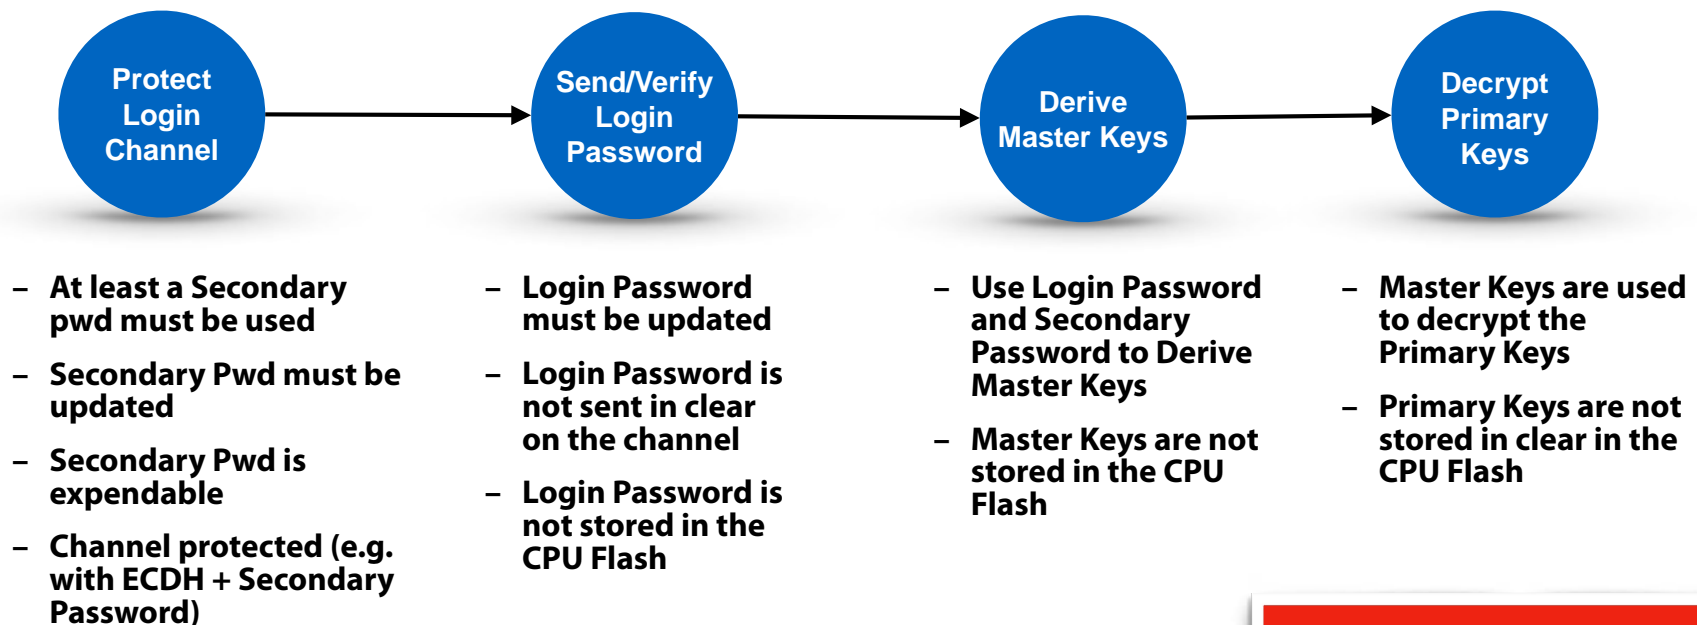 Protect
Login
Channel
Send/Verify
Login
Password
Derive
Master Keys
Decrypt
Primary
Keys
– At least a Secondary
pwd must be used
– Secondary Pwd must be
updated
– Secondary Pwd is
expendable
– Channel protected (e.g.
with ECDH + Secondary
Password)
– Login Password
must be updated
– Login Password is
not sent in clear
on the channel
– Login Password is
not stored in the
CPU Flash
– Use Login Password
and Secondary
Password to Derive
Master Keys
– Master Keys are not
stored in the CPU
Flash
– Master Keys are used
to decrypt the
Primary Keys
– Primary Keys are not
stored in clear in the
CPU Flash